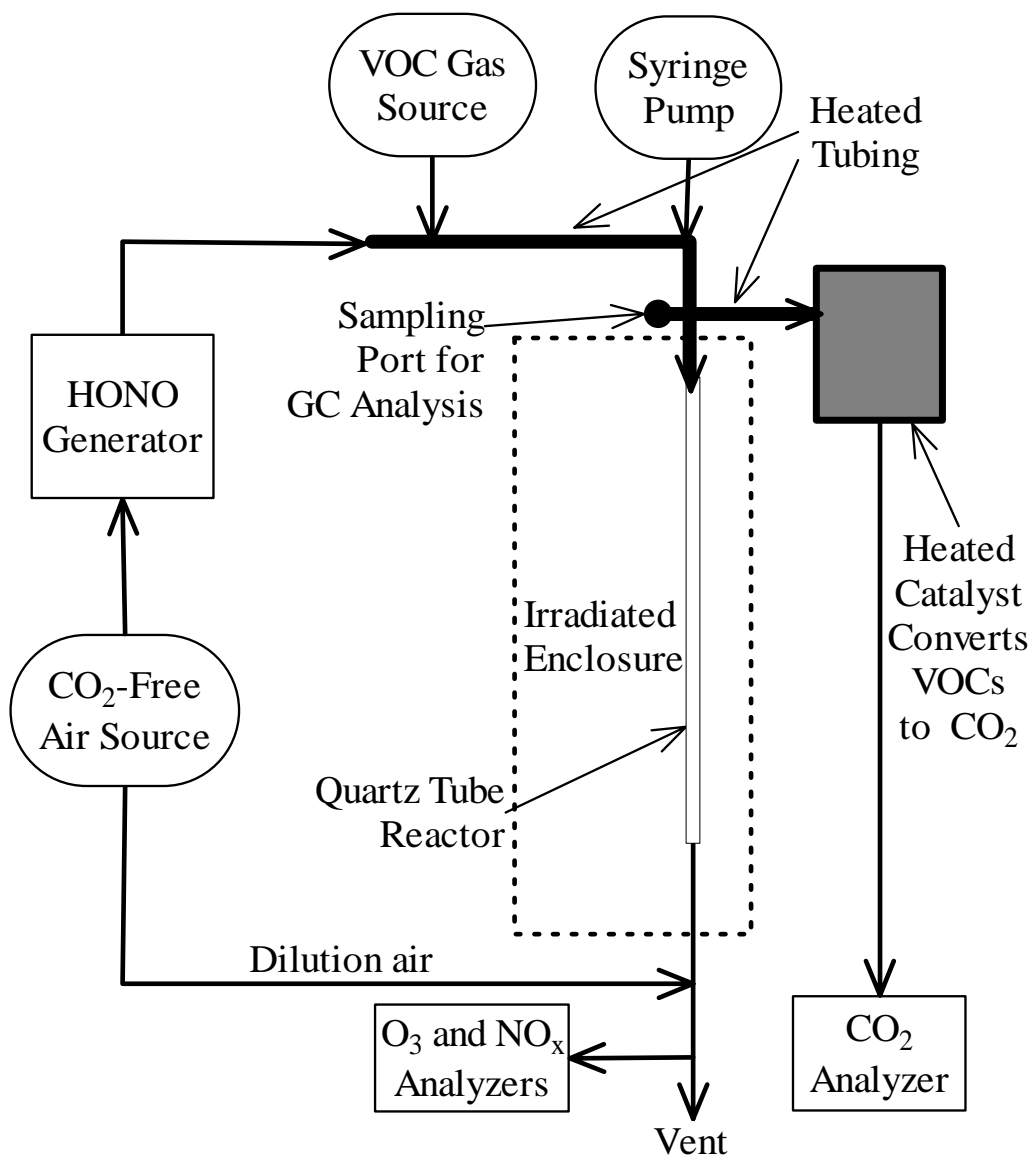 VOC Gas
Source
Syringe
Pump
Heated
Tubing
Sampling
Port for
GC Analysis
HONO
Generator
Heated
Catalyst
Converts
VOCs
to CO₂
Irradiated
Enclosure
CO₂-Free
Air Source
Quartz Tube
Reactor
Dilution air
O₃ and NOₓ
Analyzers
CO₂
Analyzer
Vent